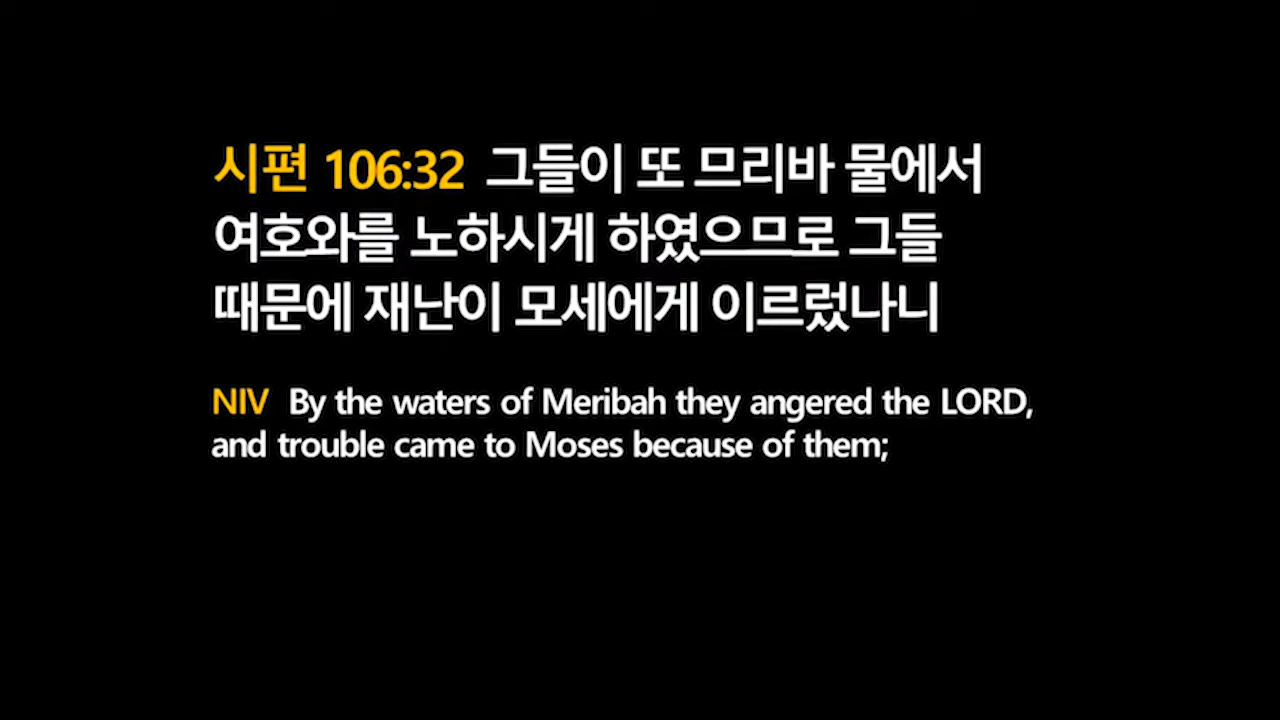 시편 106:32 그들이 또 므리바 물에서
여호와를 노하시게 하였으므로 그들
때문에 재난이 모세에게 이르렀나니
NIV By the waters of Meribah they angered the LORD,
and trouble came to Moses because of them;